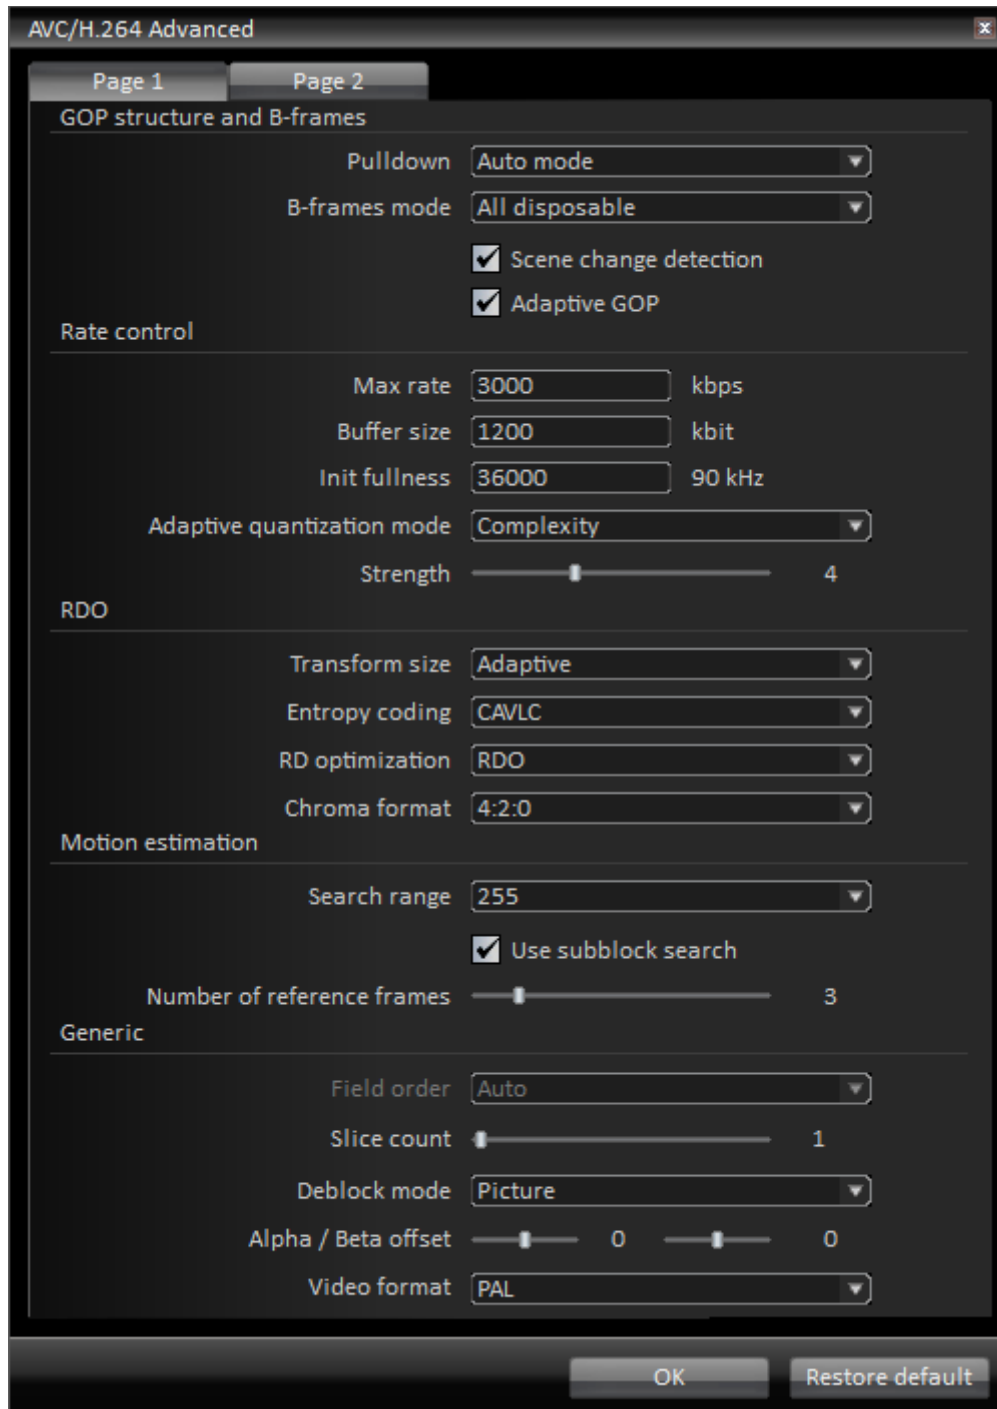 AVC/H.264 Advanced
Page 1 Page 2
GOP structure and B-frames
Pulldown Auto mode
B-frames mode All disposable
Scene change detection
Adaptive GOP
Rate control
Max rate 3000 kbps
Buffer size 1200 kbit
Init fullness 36000 90 kHz
Adaptive quantization mode Complexity
Strength 4
RDO
Transform size Adaptive
Entropy coding CAVLC
RD optimization RDO
Chroma format 4:2:0
Motion estimation
Search range 255
Use subblock search
Number of reference frames 3
Generic
Field order Auto
Slice count 1
Deblock mode Picture
Alpha / Beta offset 0 0
Video format PAL
OK Restore default